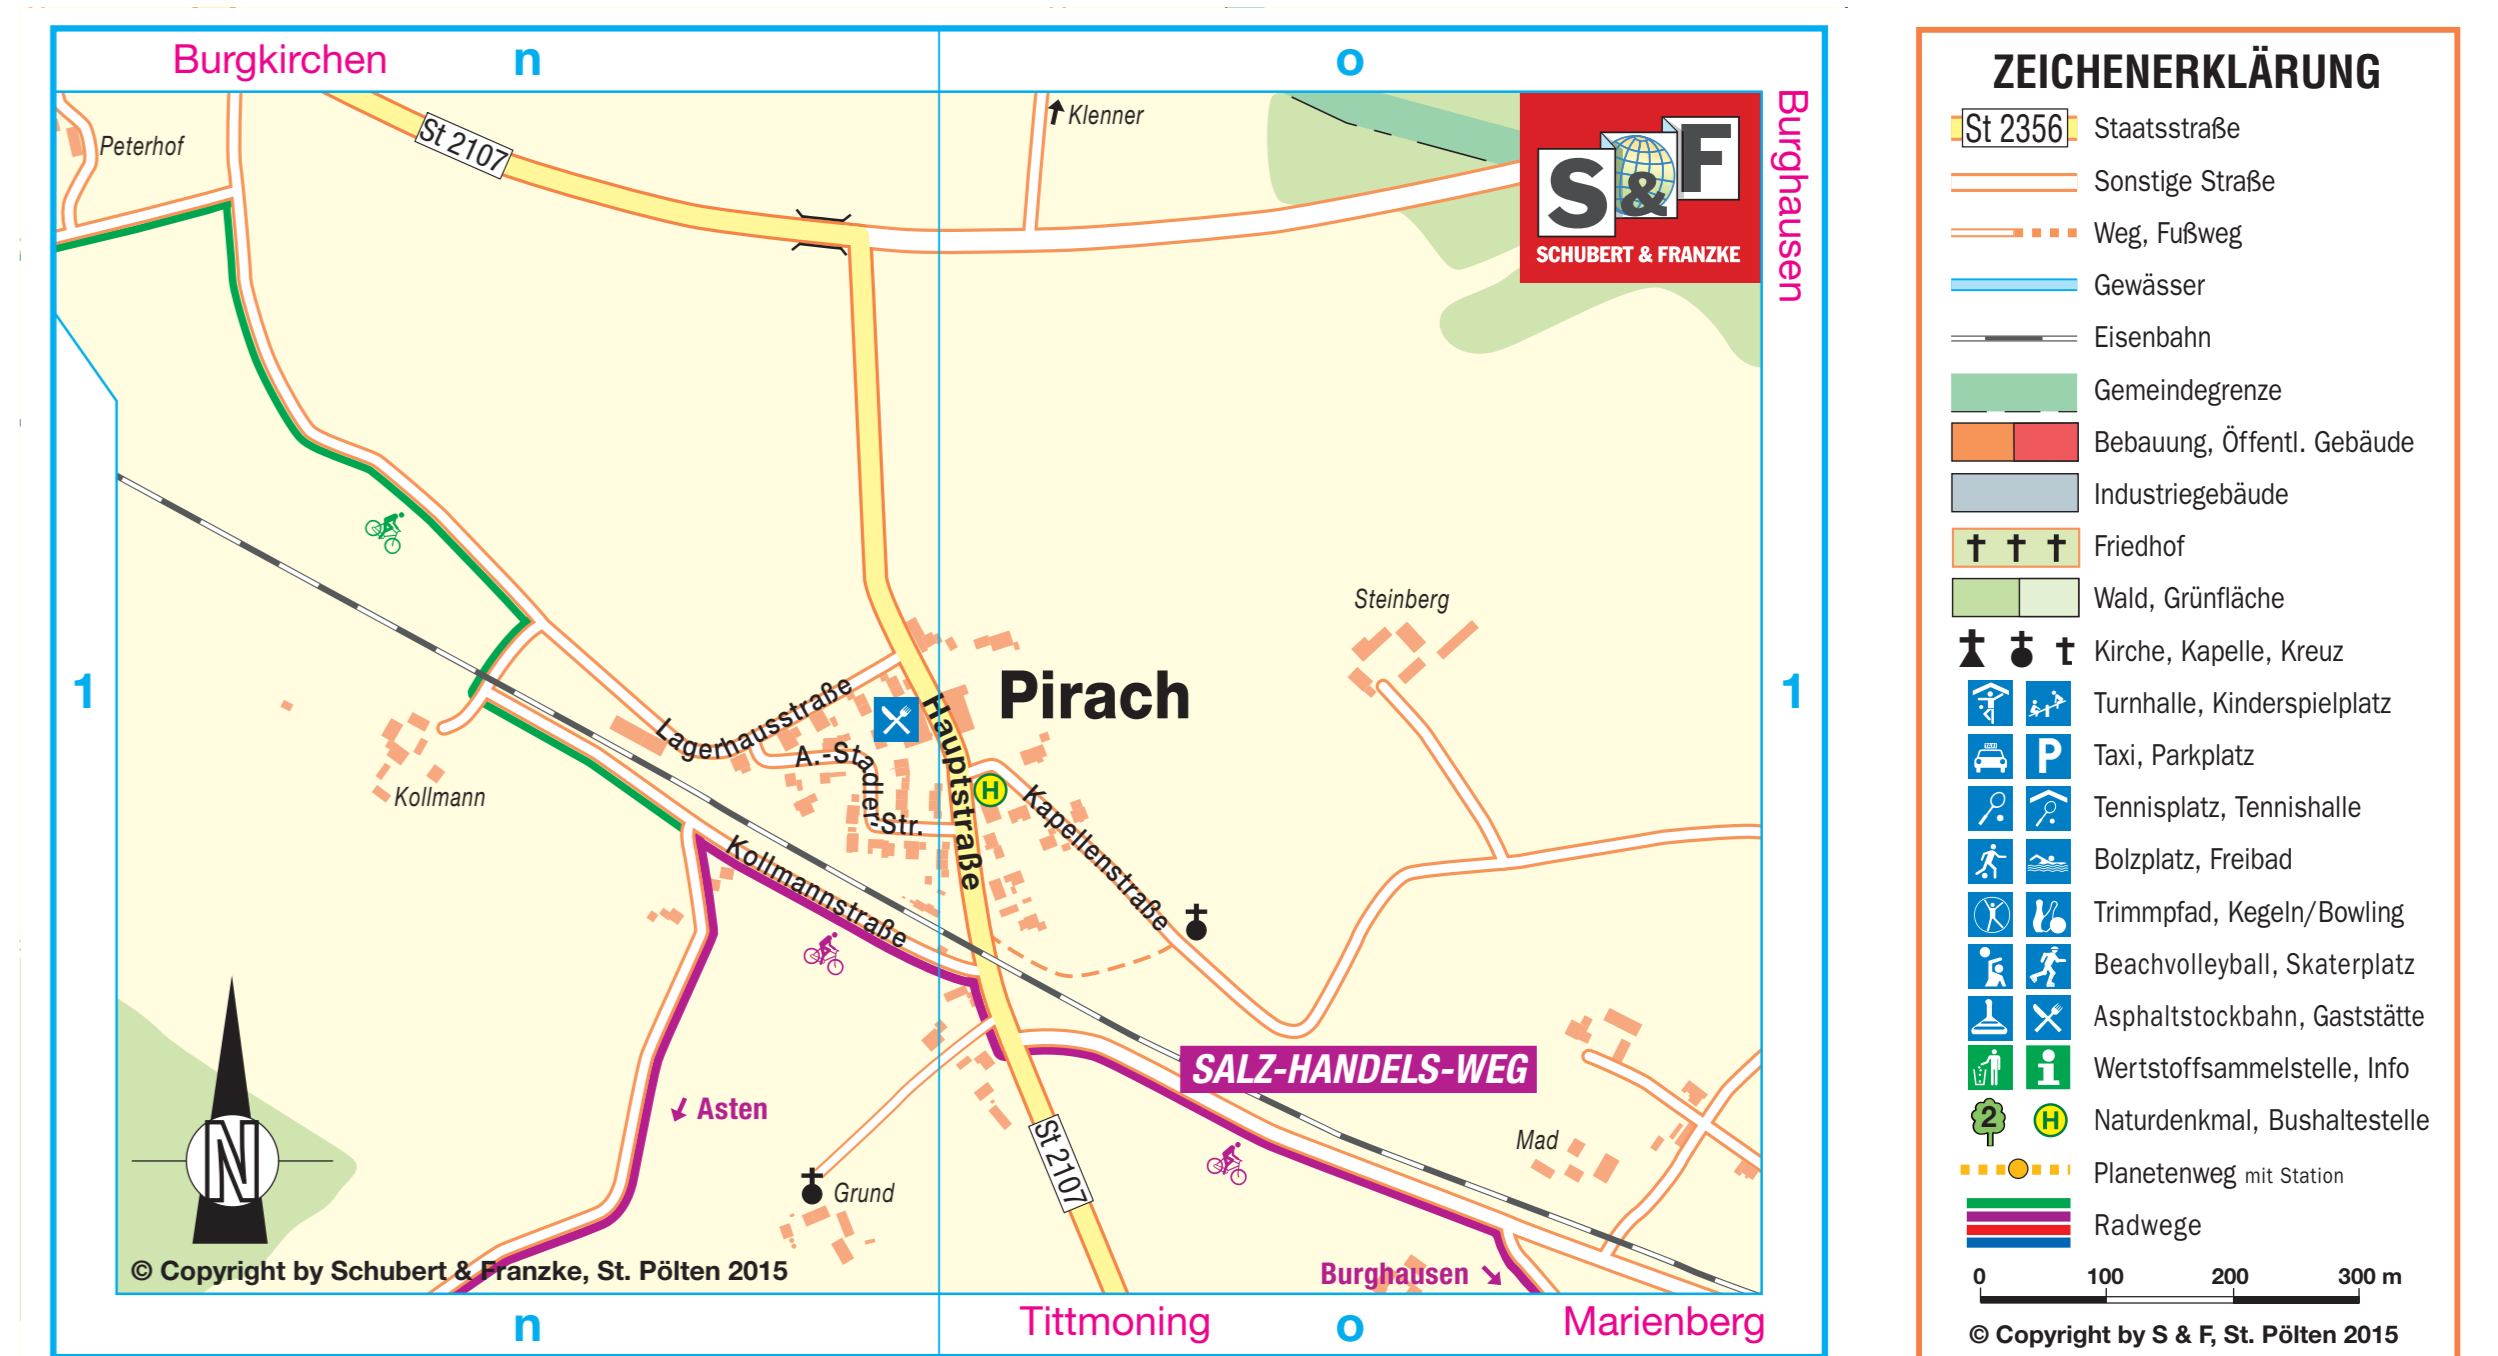 Burgkirchen
n
o
Burghausen
Klenner
Peterhof
St 2107
S & F
SCHUBERT & FRANZKE
Steinberg
1
1
Pirach
Lagerhausstraße
Hauptstraße
A.-Stadler-Str.
H
Kapellenstraße
Kollmann
Kollmannstraße
SALZ-HANDELS-WEG
Asten
St 2107
Mad
N
Grund
Burghausen
© Copyright by Schubert & Franzke, St. Pölten 2015
n
Tittmoning
o
Marienberg
ZEICHENERKLÄRUNG
St 2356 Staatsstraße
Sonstige Straße
Weg, Fußweg
Gewässer
Eisenbahn
Gemeindegrenze
Bebauung, Öffentl. Gebäude
Industriegebäude
Friedhof
Wald, Grünfläche
Kirche, Kapelle, Kreuz
Turnhalle, Kinderspielplatz
TAXI P Taxi, Parkplatz
Tennisplatz, Tennishalle
Bolzplatz, Freibad
Trimmpfad, Kegeln/Bowling
Beachvolleyball, Skaterplatz
Asphaltstockbahn, Gaststätte
i Wertstoffsammelstelle, Info
2 H Naturdenkmal, Bushaltestelle
Planetenweg mit Station
Radwege
0 100 200 300 m
© Copyright by S & F, St. Pölten 2015